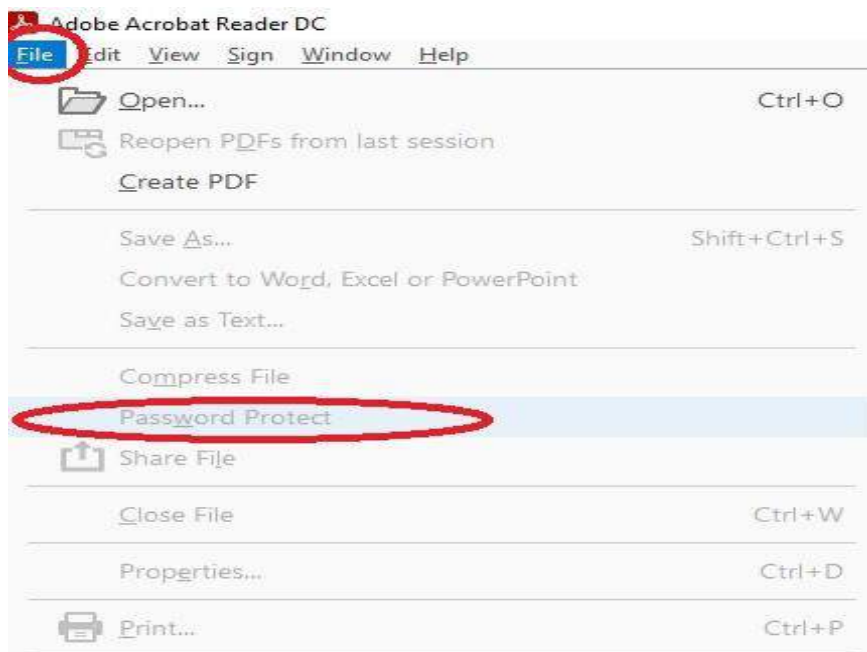 Adobe Acrobat Reader DC
File Edit View Sign Window Help
Open... Ctrl+O
Reopen PDFs from last session
Create PDF
Save As... Shift+Ctrl+S
Convert to Word, Excel or PowerPoint
Save as Text...
Compress File
Password Protect
Share File
Close File Ctrl+W
Properties... Ctrl+D
Print... Ctrl+P